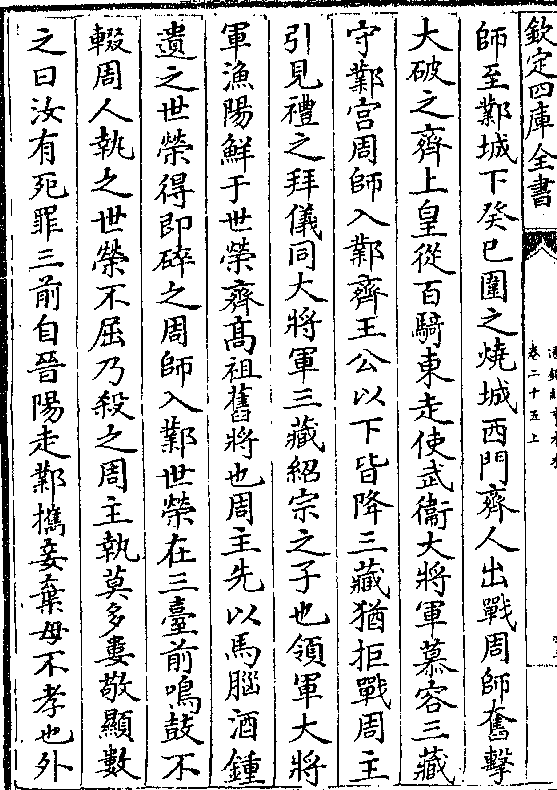 欽定四庫全書
卷二十五上
師至鄴城下癸巳圍之燒城西門齊人出戰周師奮擊
大破之齊上皇從百騎東走使武衞大將軍慕容三藏
守鄴宫周師入鄴齊王公以下皆降三藏猶拒戰周主
引見禮之拜儀同大將軍三藏紹宗之子也領軍大將
軍漁陽鮮于世榮齊髙祖舊將也周主先以馬腦酒鍾
遺之世榮得即碎之周師入鄴世榮在三臺前鳴鼓不
輟周人執之世榮不屈乃殺之周主執莫多婁敬顯數
之曰汝有死罪三前自晉陽走鄴攜妾棄母不孝也外